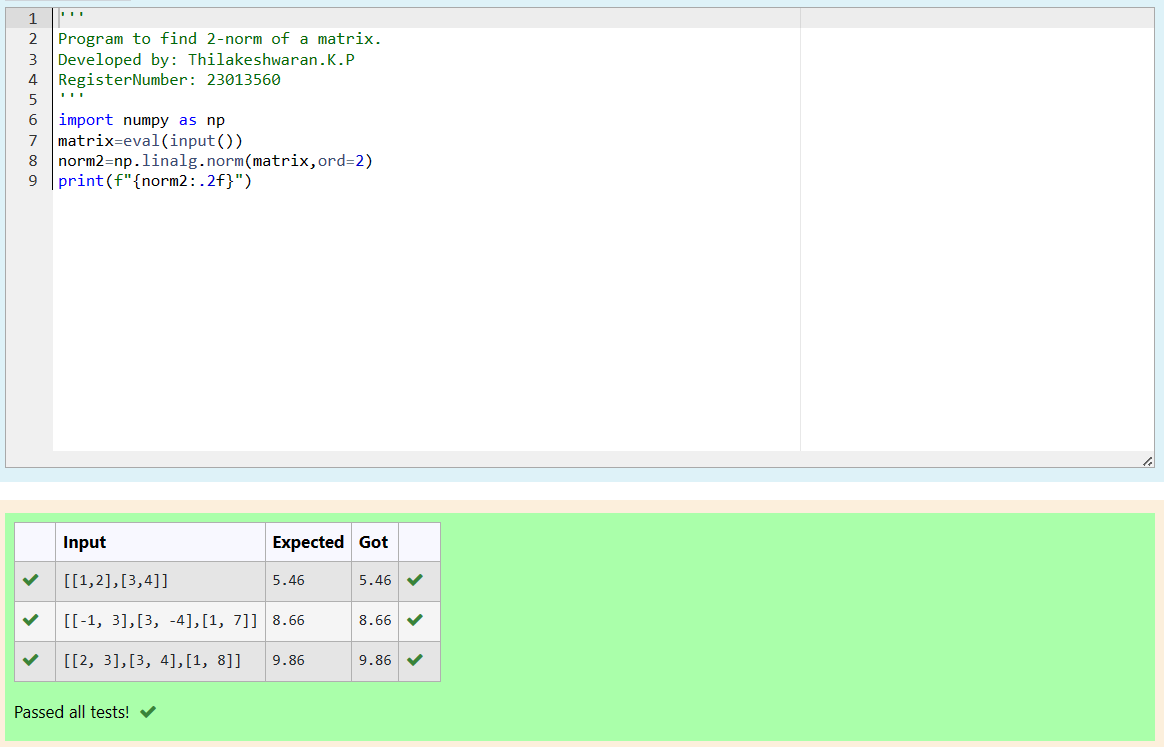 1 '''
2 Program to find 2-norm of a matrix.
3 Developed by: Thilakeshwaran.K.P
4 RegisterNumber: 23013560
5 '''
6 import numpy as np
7 matrix=eval(input())
8 norm2=np.linalg.norm(matrix,ord=2)
9 print(f"{norm2:.2f}")
Input Expected Got
[[1,2],[3,4]] 5.46 5.46
[[-1, 3],[3, -4],[1, 7]] 8.66 8.66
[[2, 3],[3, 4],[1, 8]] 9.86 9.86
Passed all tests!